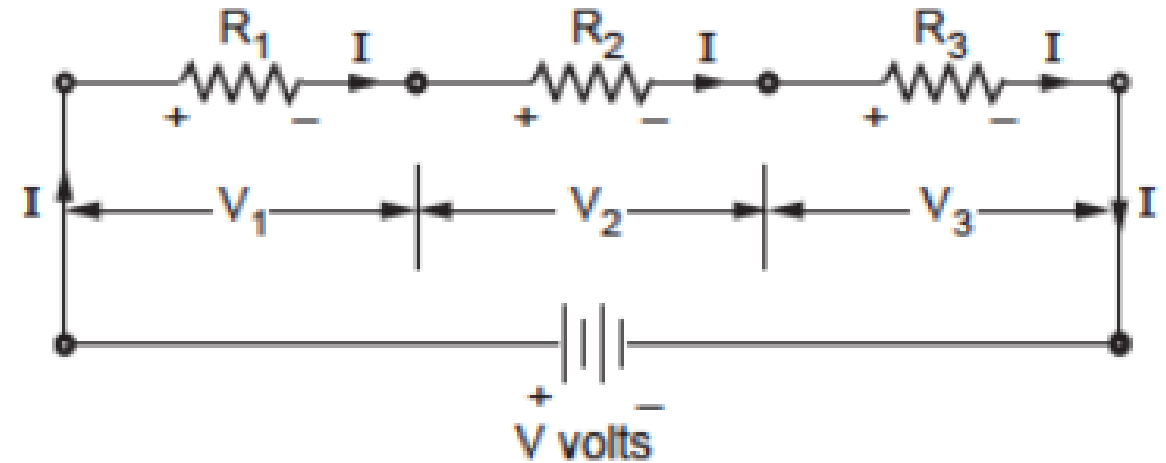 R1 I R2 I R3 I
+ − + − + −
I V1 V2 V3 I
+ −
V volts